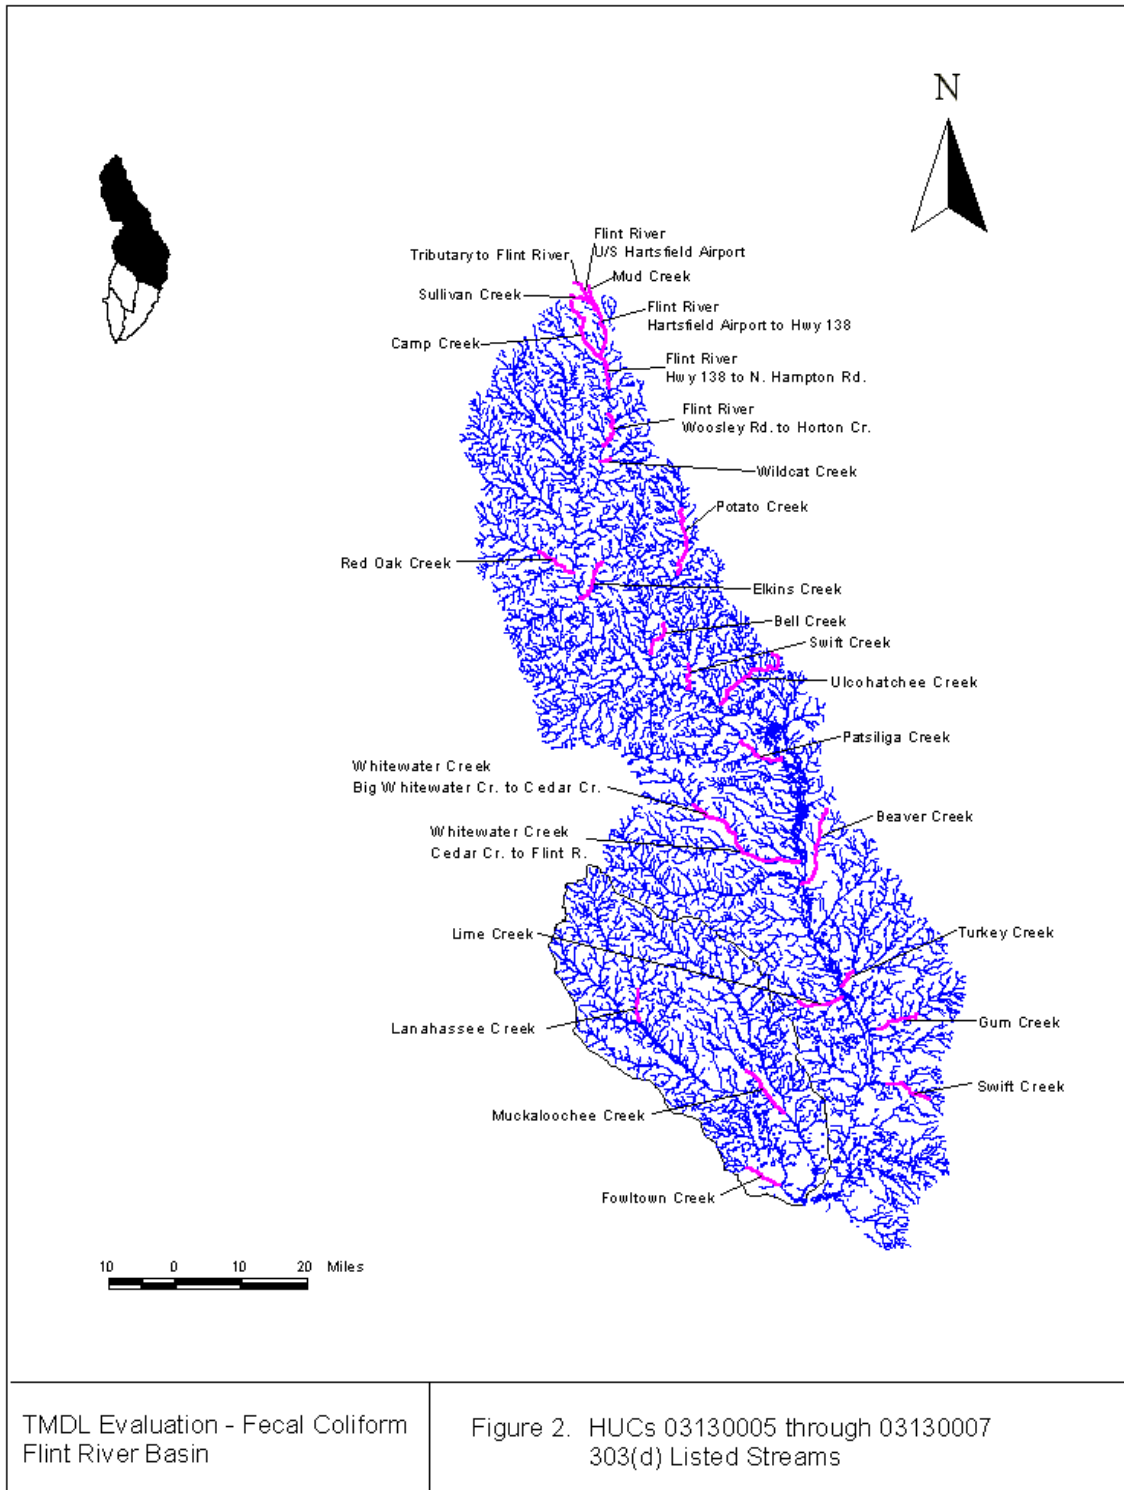 N
Flint River
U/S Hartsfield Airport
Tributary to Flint River
Mud Creek
Sullivan Creek
Flint River
Hartsfield Airport to Hwy 138
Camp Creek
Flint River
Hwy 138 to N. Hampton Rd.
Flint River
Woosley Rd. to Horton Cr.
Wildcat Creek
Potato Creek
Red Oak Creek
Elkins Creek
Bell Creek
Swift Creek
Ulcohatchee Creek
Patsiliga Creek
Whitewater Creek
Big Whitewater Cr. to Cedar Cr.
Beaver Creek
Whitewater Creek
Cedar Cr. to Flint R.
Lime Creek
Turkey Creek
Gum Creek
Lanahassee Creek
Swift Creek
Muckaloochee Creek
Fowltown Creek
10 0 10 20 Miles
TMDL Evaluation - Fecal Coliform
Flint River Basin
Figure 2. HUCs 03130005 through 03130007
303(d) Listed Streams